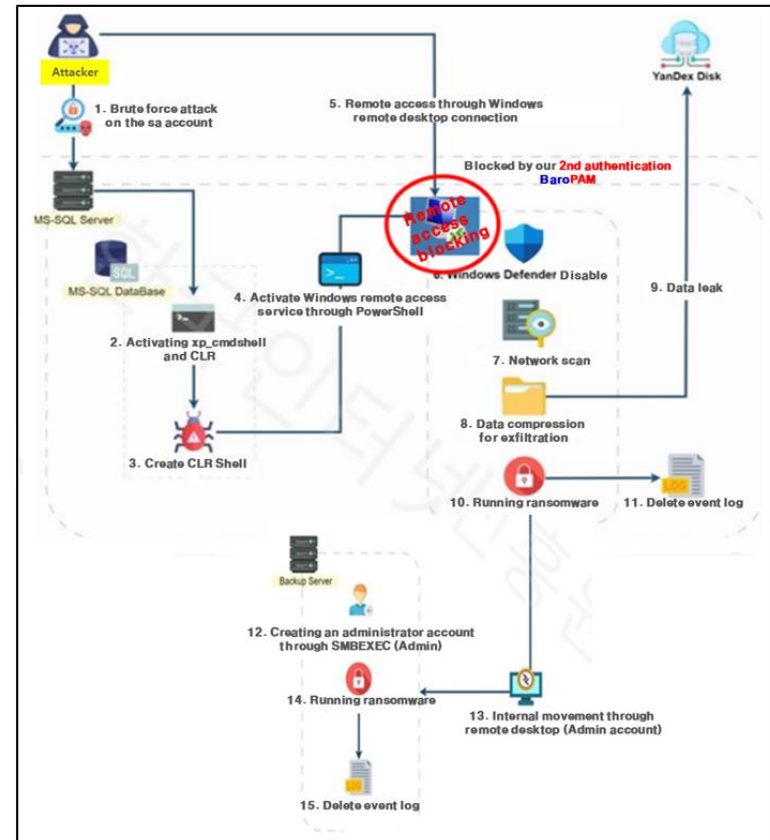 Attacker
1. Brute force attack
on the sa account
5. Remote access through Windows
remote desktop connection
YanDex Disk
Blocked by our 2nd authentication
BaroPAM
MS-SQL Server
SQL
MS-SQL DataBase
Remote
access
blocking
Windows Defender Disable
4. Activate Windows remote access
service through PowerShell
9. Data leak
2. Activating xp_cmdshell
and CLR
7. Network scan
3. Create CLR Shell
8. Data compression
for exfiltration
10. Running ransomware
LOG
11. Delete event log
Backup Server
12. Creating an administrator account
through SMBEXEC (Admin)
14. Running ransomware
13. Internal movement through
remote desktop (Admin account)
15. Delete event log